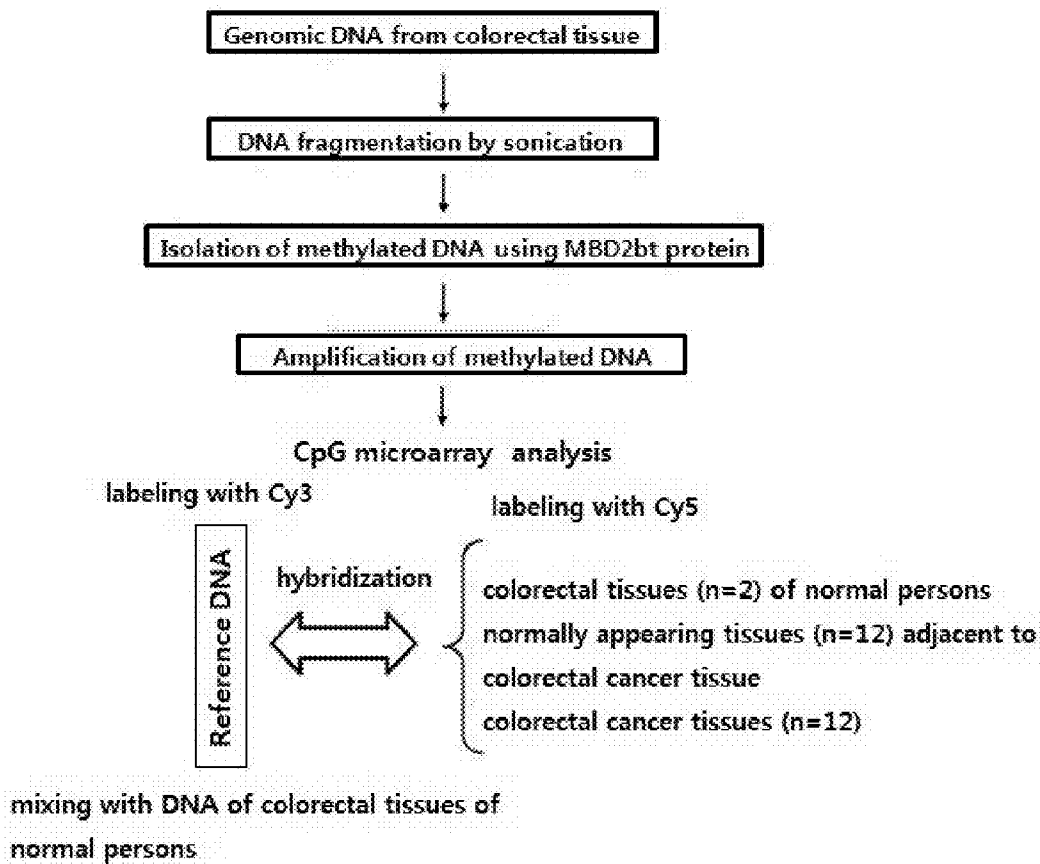 Genomic DNA from colorectal tissue
DNA fragmentation by sonication
Isolation of methylated DNA using MBD2bt protein
Amplification of methylated DNA
CpG microarray analysis
labeling with Cy3
labeling with Cy5
Reference DNA
hybridization
colorectal tissues (n=2) of normal persons
normally appearing tissues (n=12) adjacent to
colorectal cancer tissue
colorectal cancer tissues (n=12)
mixing with DNA of colorectal tissues of
normal persons